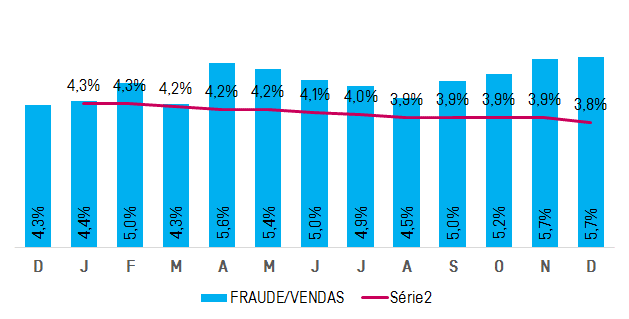 4,3% 4,3% 4,2% 4,2% 4,2% 4,1% 4,0% 3,9% 3,9% 3,9% 3,9% 3,8%
4,3% 4,4% 5,0% 4,3% 5,6% 5,4% 5,0% 4,9% 4,5% 5,0% 5,2% 5,7% 5,7%
D J F M A M J J A S O N D
FRAUDE/VENDAS Série2